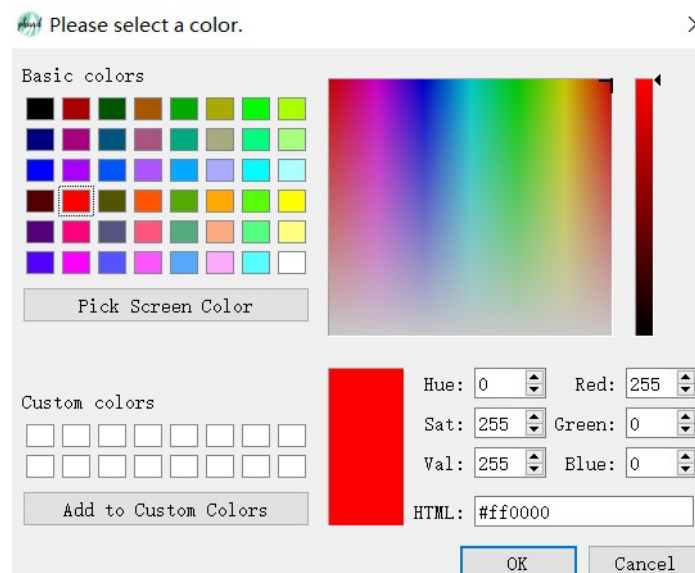 Please select a color.
Basic colors
Pick Screen Color
Custom colors
Add to Custom Colors
Hue: 0 Red: 255
Sat: 255 Green: 0
Val: 255 Blue: 0
HTML: #ff0000
OK Cancel